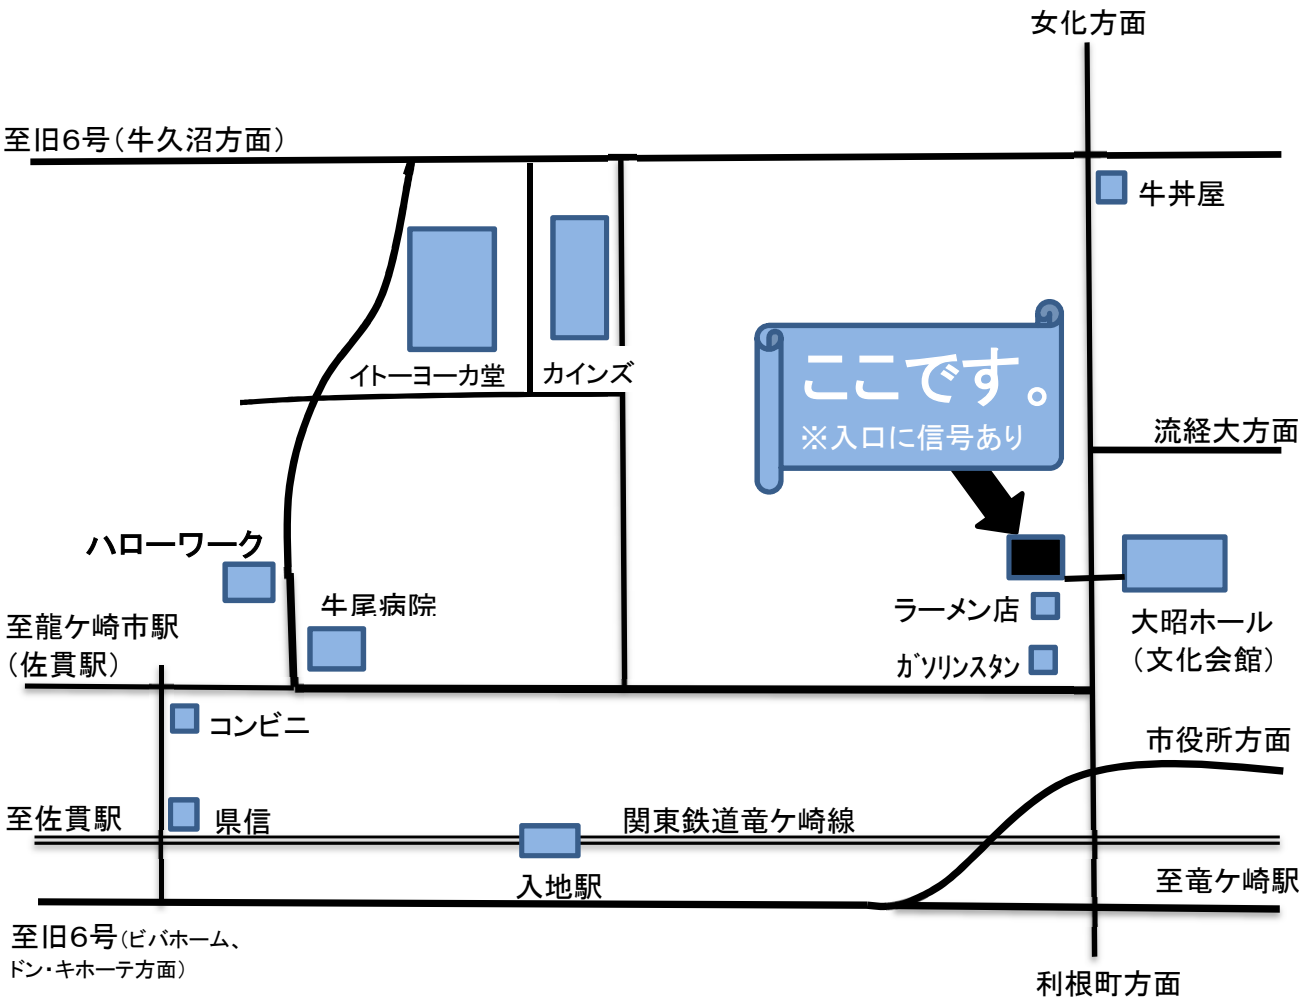 女化方面
至旧6号（牛久沼方面）
牛丼屋
イトーヨーカ堂
カインズ
ここです。
※入口に信号あり
流経大方面
ハローワーク
牛尾病院
ラーメン店
大昭ホール
（文化会館）
至龍ケ崎市駅
（佐貫駅）
ｶﾞソリンスタン
コンビニ
市役所方面
至佐貫駅
県信
関東鉄道竜ケ崎線
入地駅
至竜ケ崎駅
至旧6号（ビバホーム、
ドン・キホーテ方面）
利根町方面